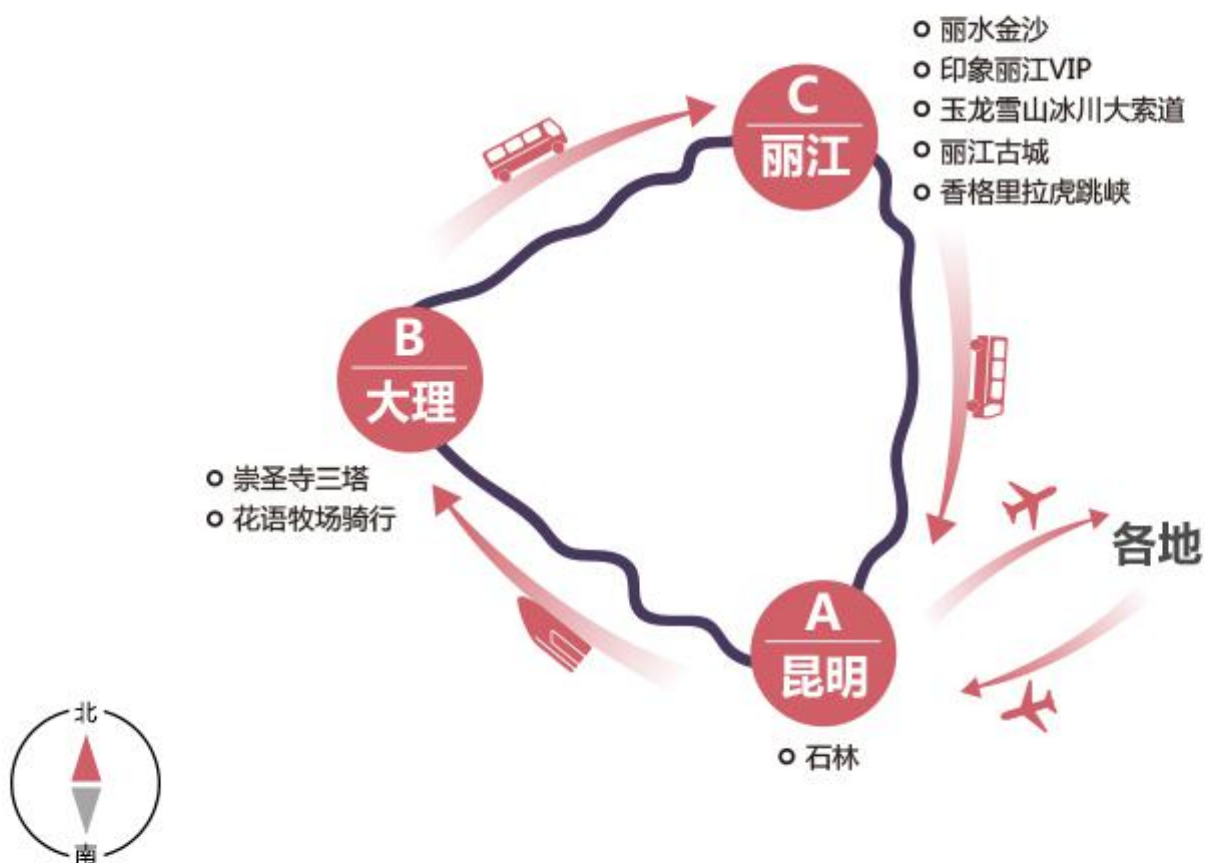 丽水金沙
印象丽江VIP
玉龙雪山冰川大索道
丽江古城
香格里拉虎跳峡
C
丽江
B
大理
崇圣寺三塔
花语牧场骑行
各地
A
昆明
石林
北
南